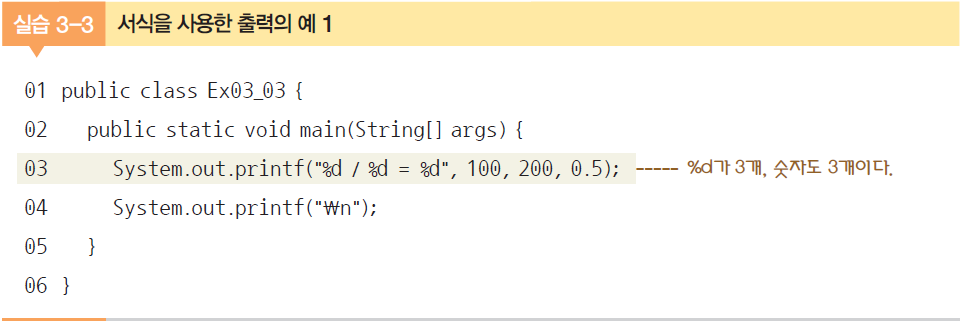 실습 3-3 서식을 사용한 출력의 예 1
01 public class Ex03_03 {
02 public static void main(String[] args) {
03 System.out.printf("%d / %d = %d", 100, 200, 0.5); ----- %d가 3개, 숫자도 3개이다.
04 System.out.printf("₩n");
05 }
06 }